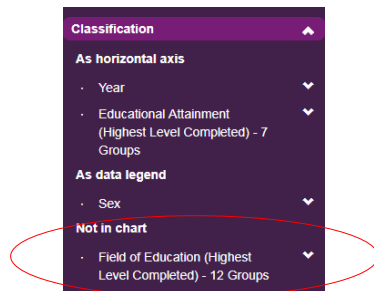 Classification
As horizontal axis
· Year
· Educational Attainment
(Highest Level Completed) - 7
Groups
As data legend
· Sex
Not in chart
· Field of Education (Highest
Level Completed) - 12 Groups